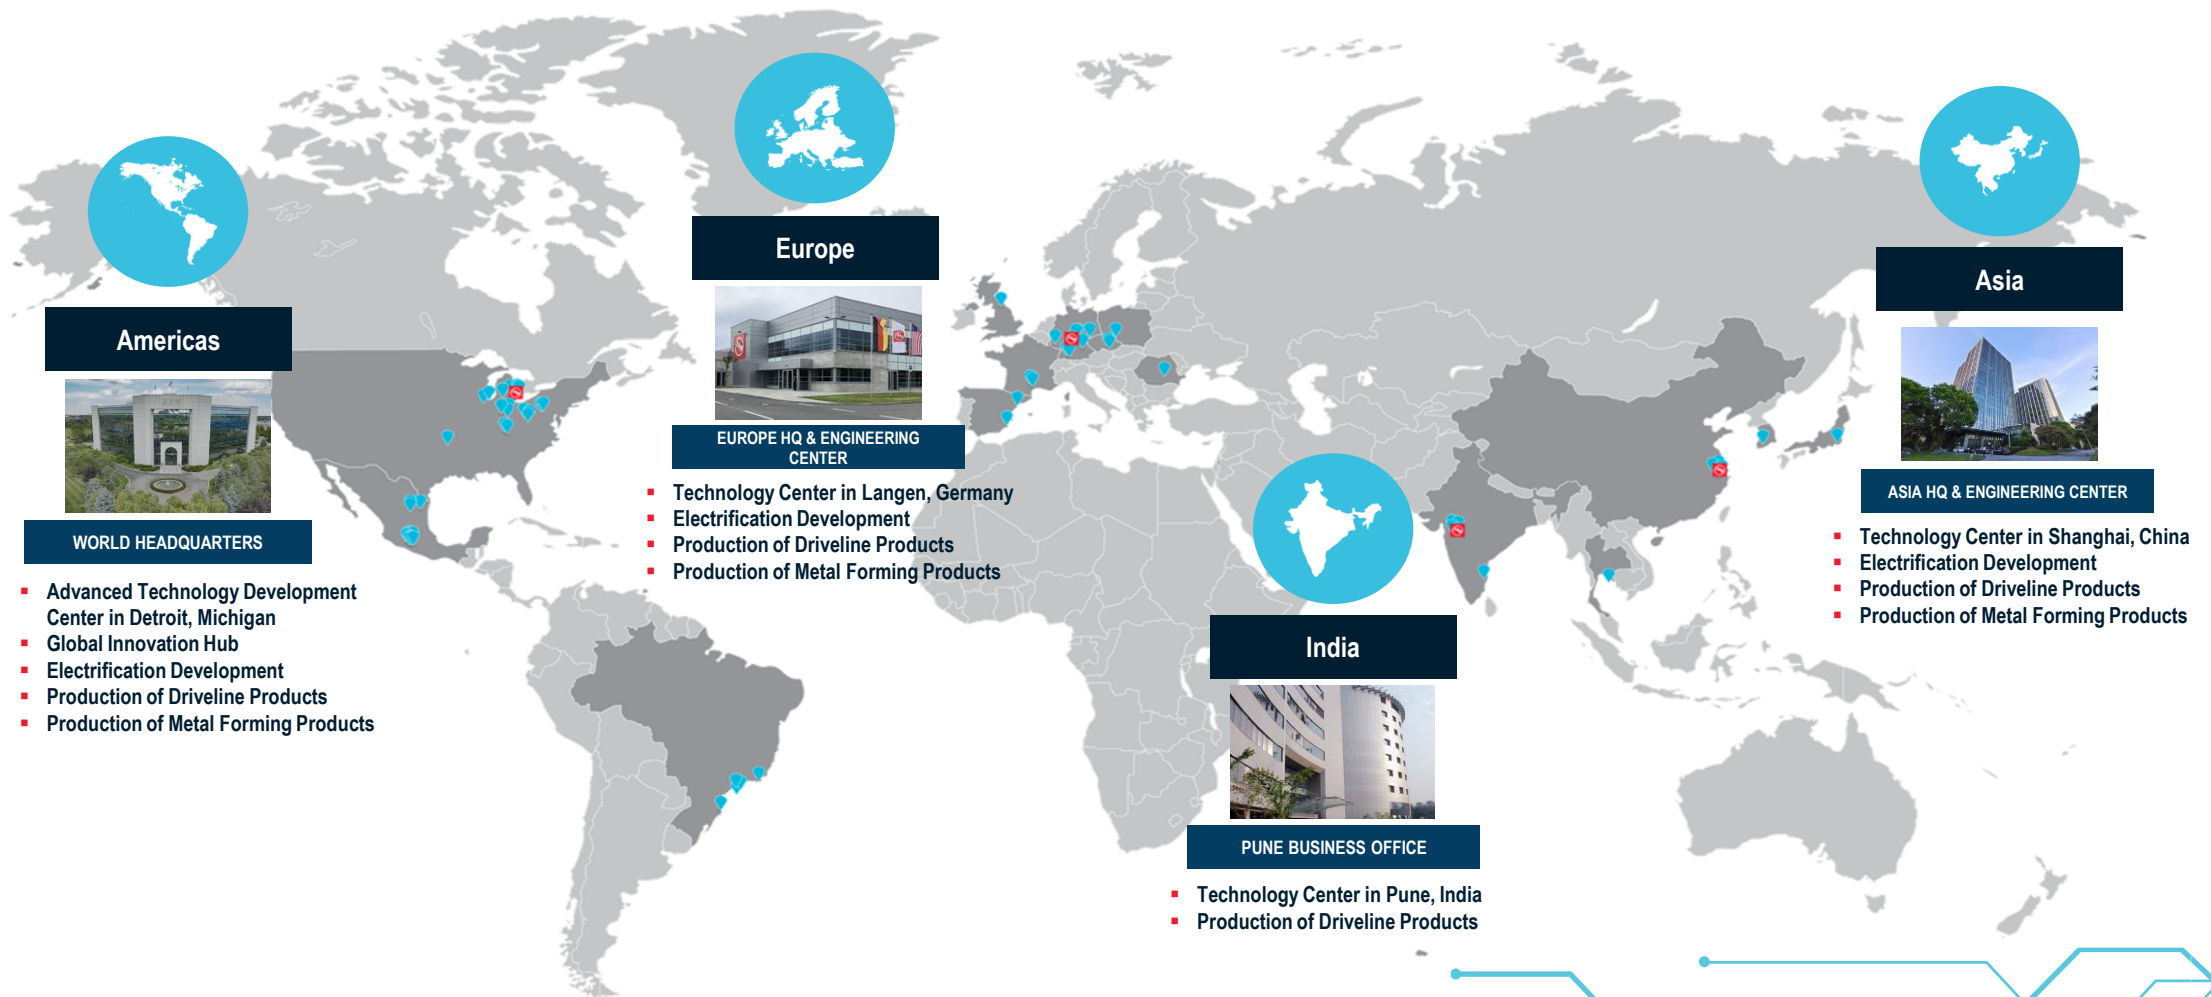 Americas
WORLD HEADQUARTERS
▪ Advanced Technology Development
Center in Detroit, Michigan
▪ Global Innovation Hub
▪ Electrification Development
▪ Production of Driveline Products
▪ Production of Metal Forming Products
Europe
EUROPE HQ & ENGINEERING
CENTER
▪ Technology Center in Langen, Germany
▪ Electrification Development
▪ Production of Driveline Products
▪ Production of Metal Forming Products
India
PUNE BUSINESS OFFICE
▪ Technology Center in Pune, India
▪ Production of Driveline Products
Asia
ASIA HQ & ENGINEERING CENTER
▪ Technology Center in Shanghai, China
▪ Electrification Development
▪ Production of Driveline Products
▪ Production of Metal Forming Products